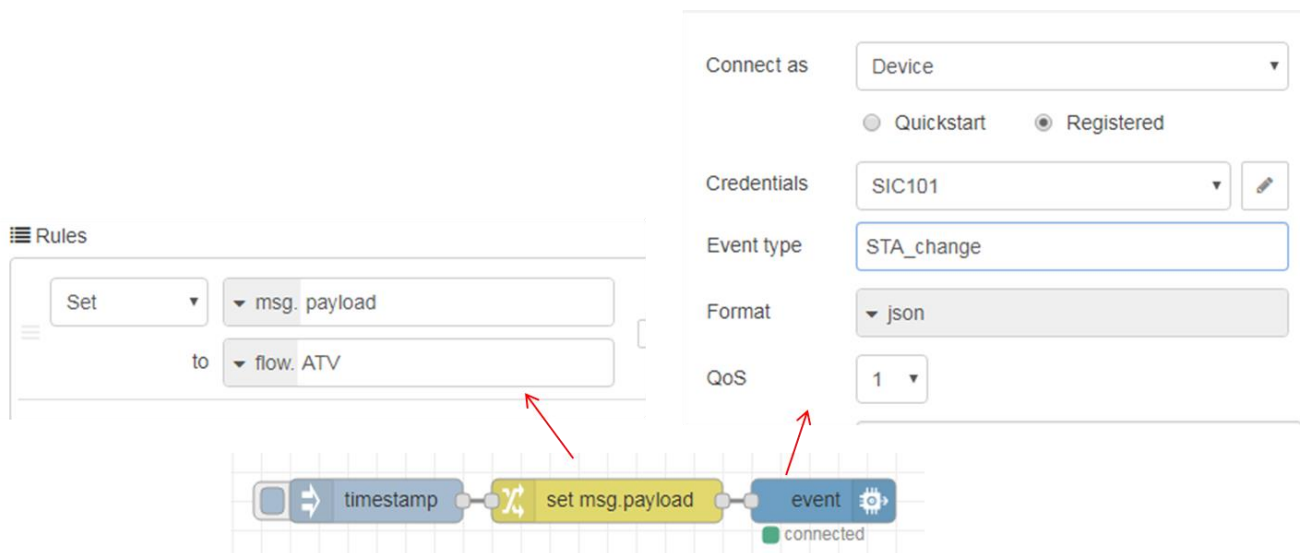 Connect as Device
Quickstart Registered
Credentials SIC101
Event type STA_change
Format json
QoS 1
Rules
Set msg. payload
to flow. ATV
timestamp set msg.payload event
connected